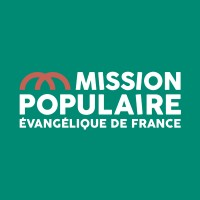 MISSION
POPULAIRE
ÉVANGÉLIQUE DE FRANCE